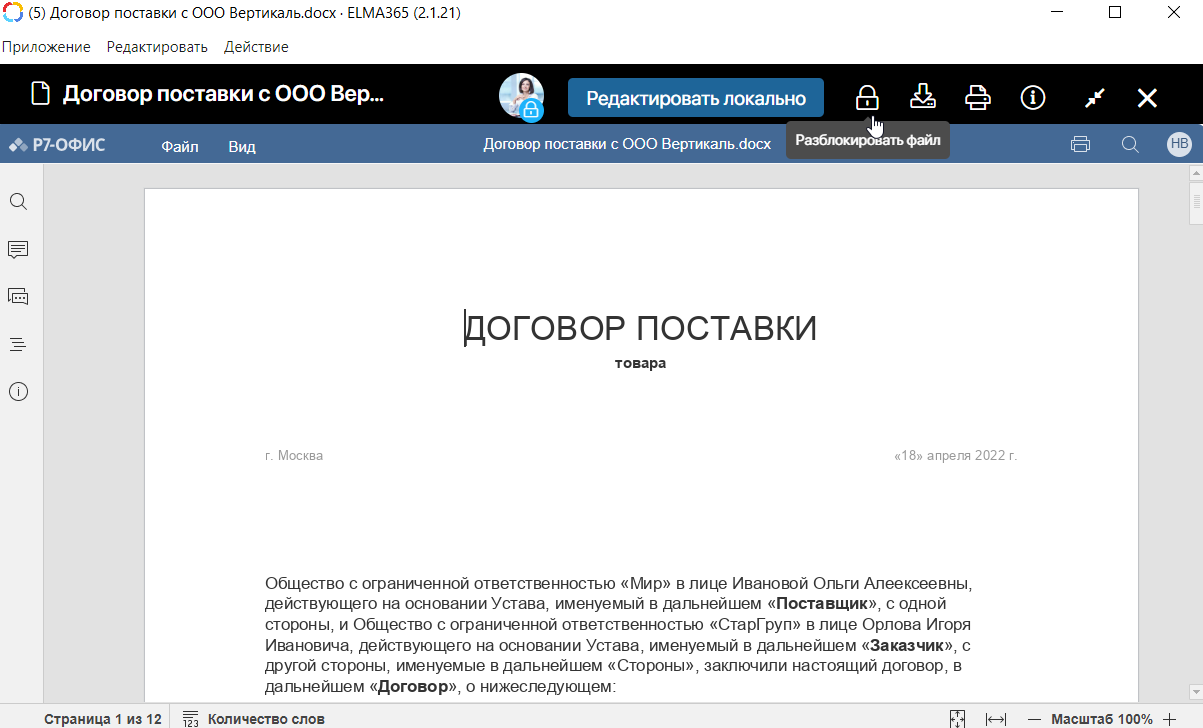 (5) Договор поставки с ООО Вертикаль.docx · ELMA365 (2.1.21)
Приложение Редактировать Действие
Договор поставки с ООО Вер... Редактировать локально
Разблокировать файл
Р7-ОФИС Файл Вид Договор поставки с ООО Вертикаль.docx НВ
ДОГОВОР ПОСТАВКИ
товара
г. Москва «18» апреля 2022 г.
Общество с ограниченной ответственностью «Мир» в лице Ивановой Ольги Алеексеевны,
действующего на основании Устава, именуемый в дальнейшем «Поставщик», с одной
стороны, и Общество с ограниченной ответственностью «СтарГруп» в лице Орлова Игоря
Ивановича, действующего на основании Устава, именуемый в дальнейшем «Заказчик», с
другой стороны, именуемые в дальнейшем «Стороны», заключили настоящий договор, в
дальнейшем «Договор», о нижеследующем:
Страница 1 из 12 123 Количество слов Масштаб 100%